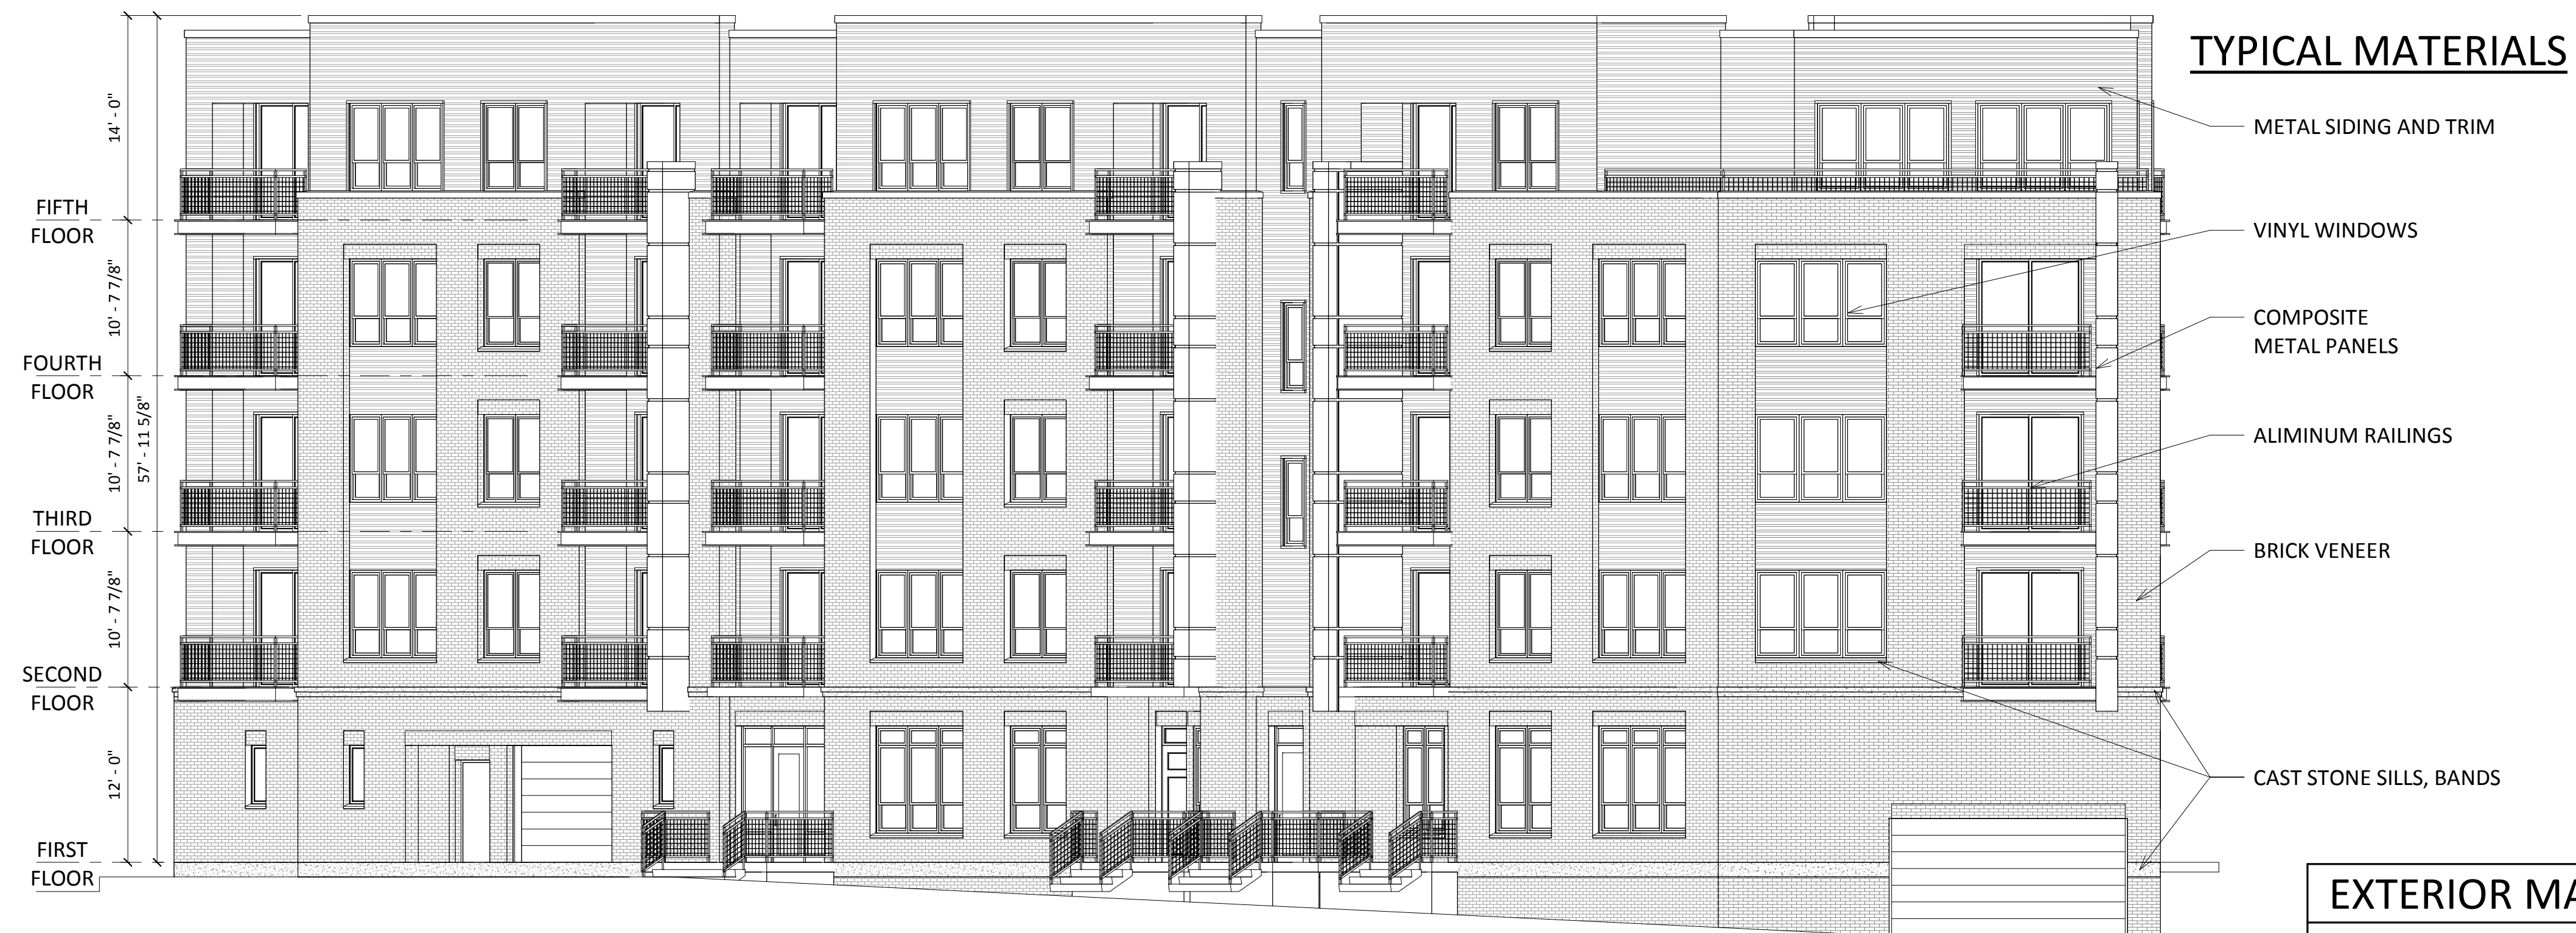 TYPICAL MATERIALS
METAL SIDING AND TRIM
VINYL WINDOWS
COMPOSITE
METAL PANELS
ALIMINUM RAILINGS
BRICK VENEER
CAST STONE SILLS, BANDS
FIFTH
FLOOR
FOURTH
FLOOR
THIRD
FLOOR
SECOND
FLOOR
FIRST
FLOOR
14' - 0"
10' - 7 7/8"
10' - 7 7/8"
10' - 7 7/8"
12' - 0"
57' - 11 5/8"
EXTERIOR MA